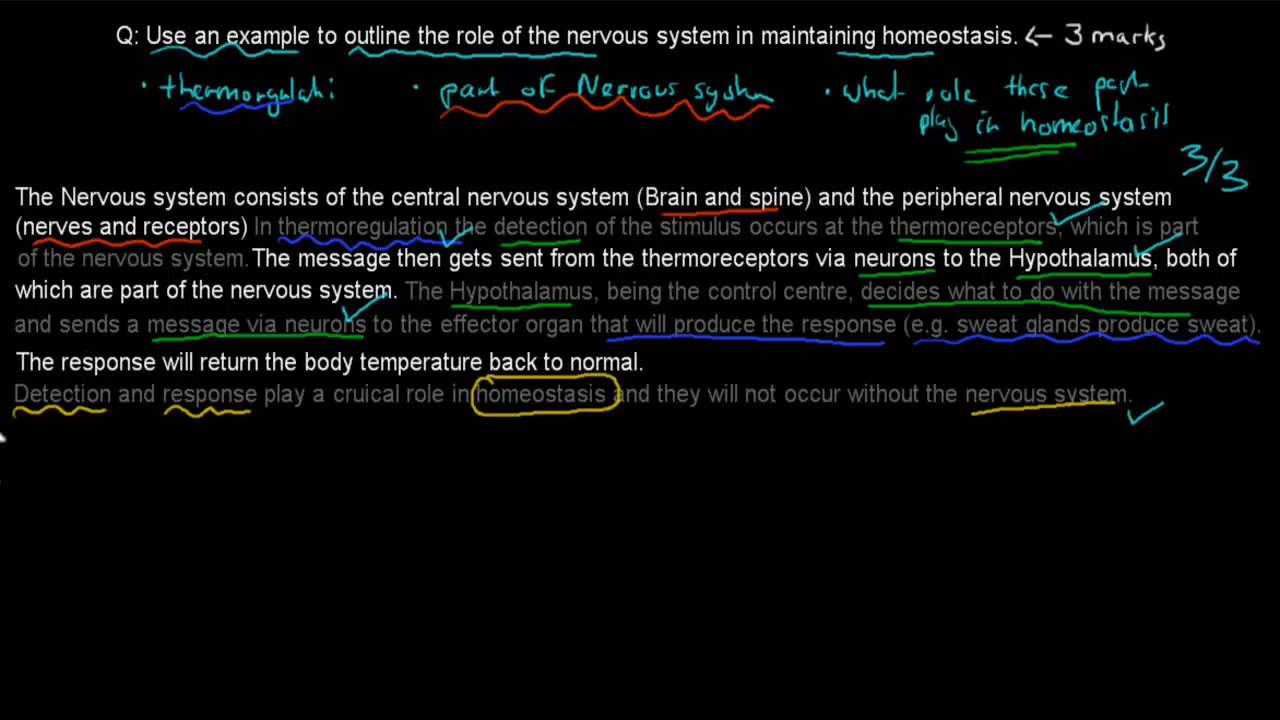 Q: Use an example to outline the role of the nervous system in maintaining homeostasis. ← 3 marks
· thermorgulati · part of Nervous system · what role these part
play in homeostasis
3/3
The Nervous system consists of the central nervous system (Brain and spine) and the peripheral nervous system
(nerves and receptors) In thermoregulation the detection of the stimulus occurs at the thermoreceptors, which is part
of the nervous system. The message then gets sent from the thermoreceptors via neurons to the Hypothalamus, both of
which are part of the nervous system. The Hypothalamus, being the control centre, decides what to do with the message
and sends a message via neurons to the effector organ that will produce the response (e.g. sweat glands produce sweat).
The response will return the body temperature back to normal.
Detection and response play a cruical role in homeostasis and they will not occur without the nervous system.